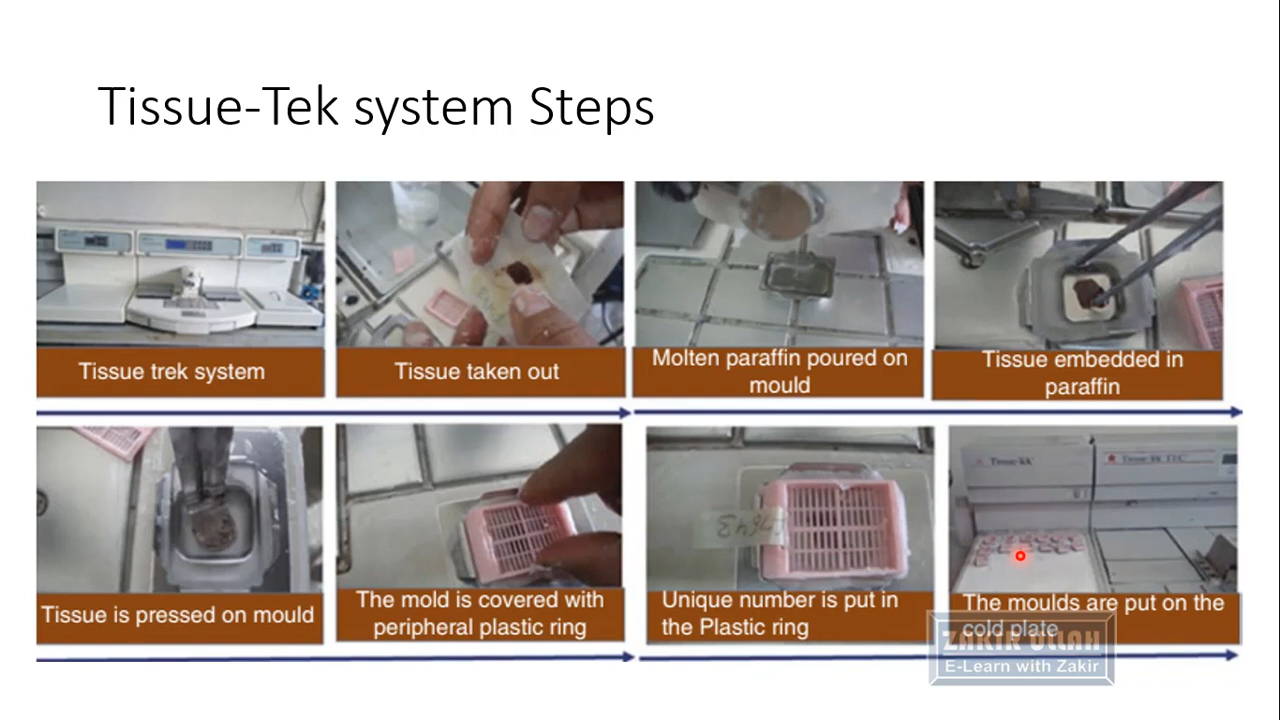 Tissue-Tek system Steps
Tissue trek system
Tissue taken out
Molten paraffin poured on
mould
Tissue embedded in
paraffin
Tissue is pressed on mould
The mold is covered with
peripheral plastic ring
Unique number is put in
the Plastic ring
The moulds are put on the
cold plate
ZAKIR ULLAH
E-Learn with Zakir